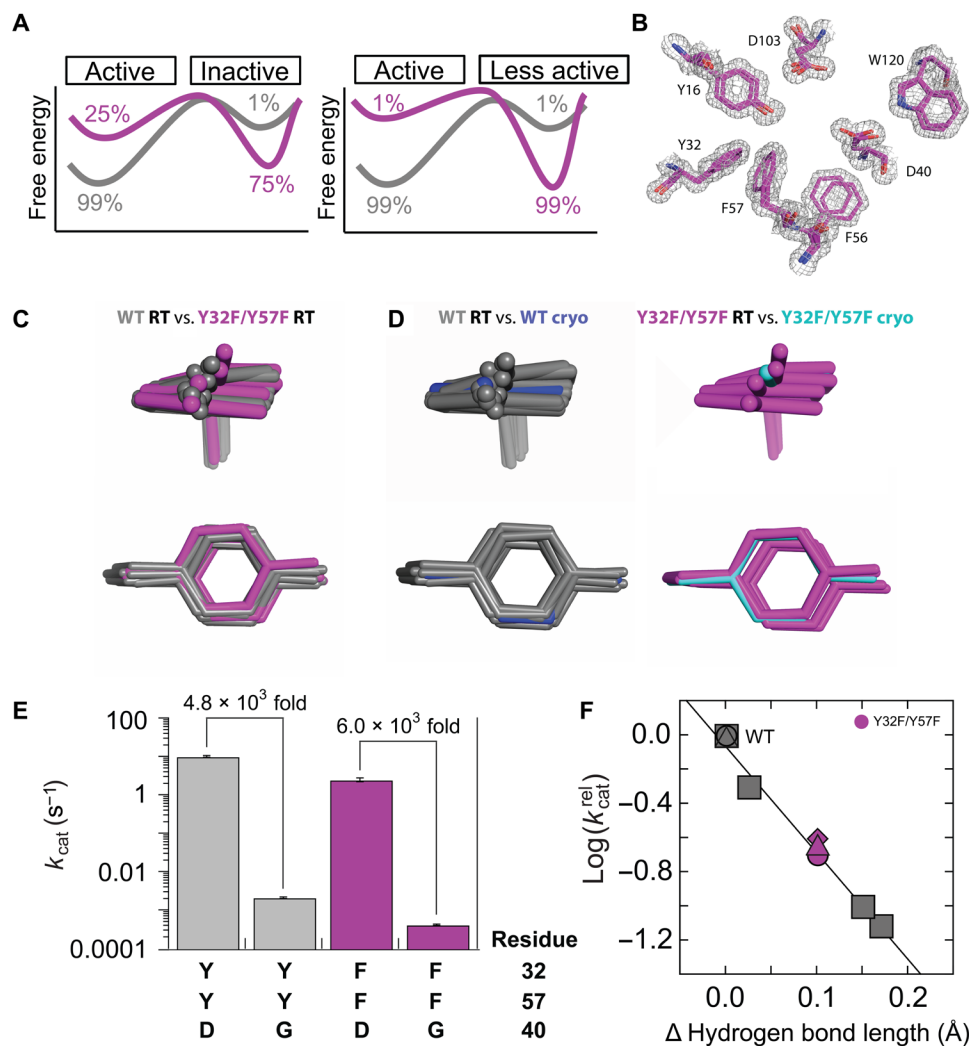 A
Active Inactive
25% 1%
99% 75%
Free energy
Active Less active
1% 1%
99% 99%
Free energy
B
D103
W120
Y16
Y32
D40
F57
F56
C
WT RT vs. Y32F/Y57F RT
D
WT RT vs. WT cryo
Y32F/Y57F RT vs. Y32F/Y57F cryo
E
4.8 × 10³ fold
6.0 × 10³ fold
100
1
0.01
0.0001
kcat (s⁻¹)
Residue
Y Y F F 32
Y Y F F 57
D G D G 40
F
Y32F/Y57F
WT
0.0
−0.4
−0.8
−1.2
Log(kcat^rel)
0.0 0.1 0.2
Δ Hydrogen bond length (Å)